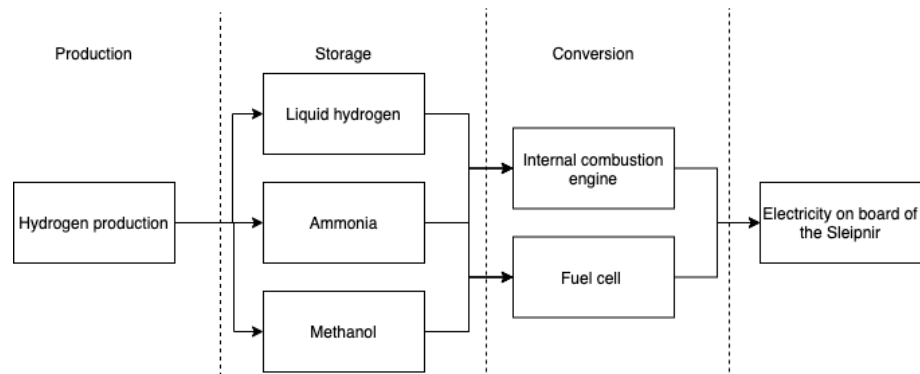 Production
Storage
Conversion
Liquid hydrogen
Internal combustion
engine
Hydrogen production
Ammonia
Electricity on board of
the Sleipnir
Fuel cell
Methanol